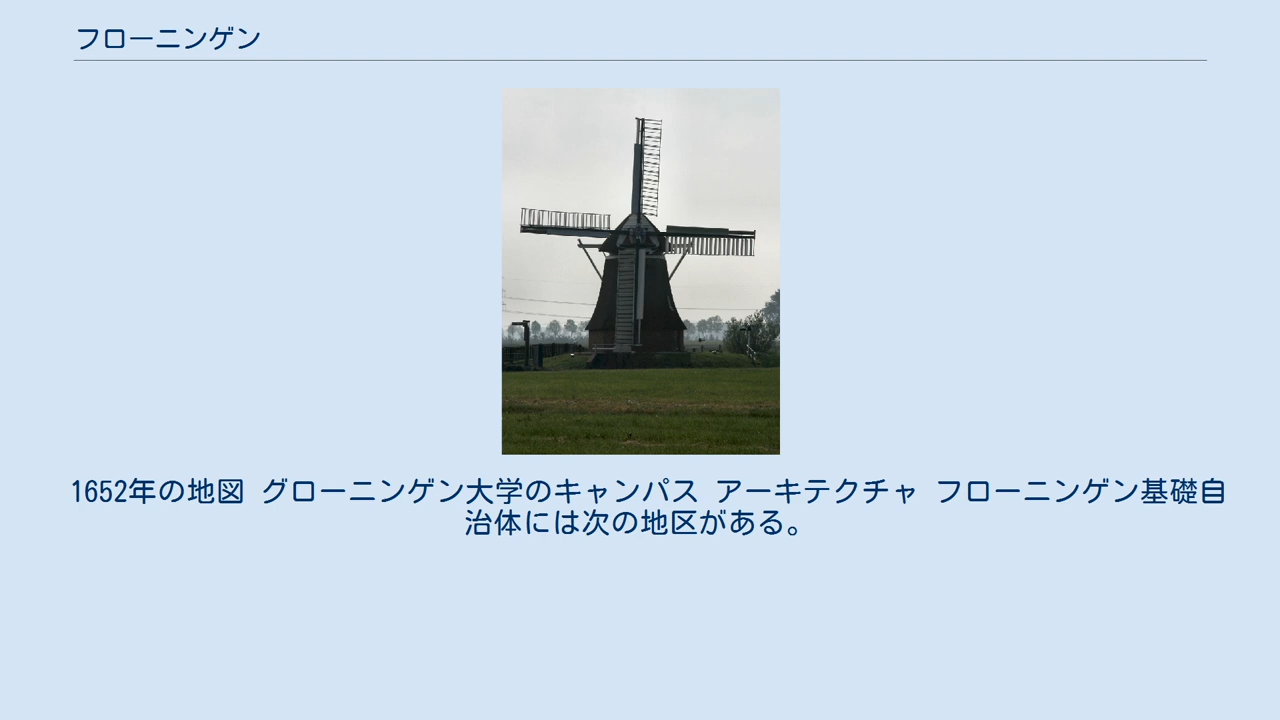 フローニンゲン
1652年の地図 グローニンゲン大学のキャンパス アーキテクチャ フローニンゲン基礎自
治体には次の地区がある。